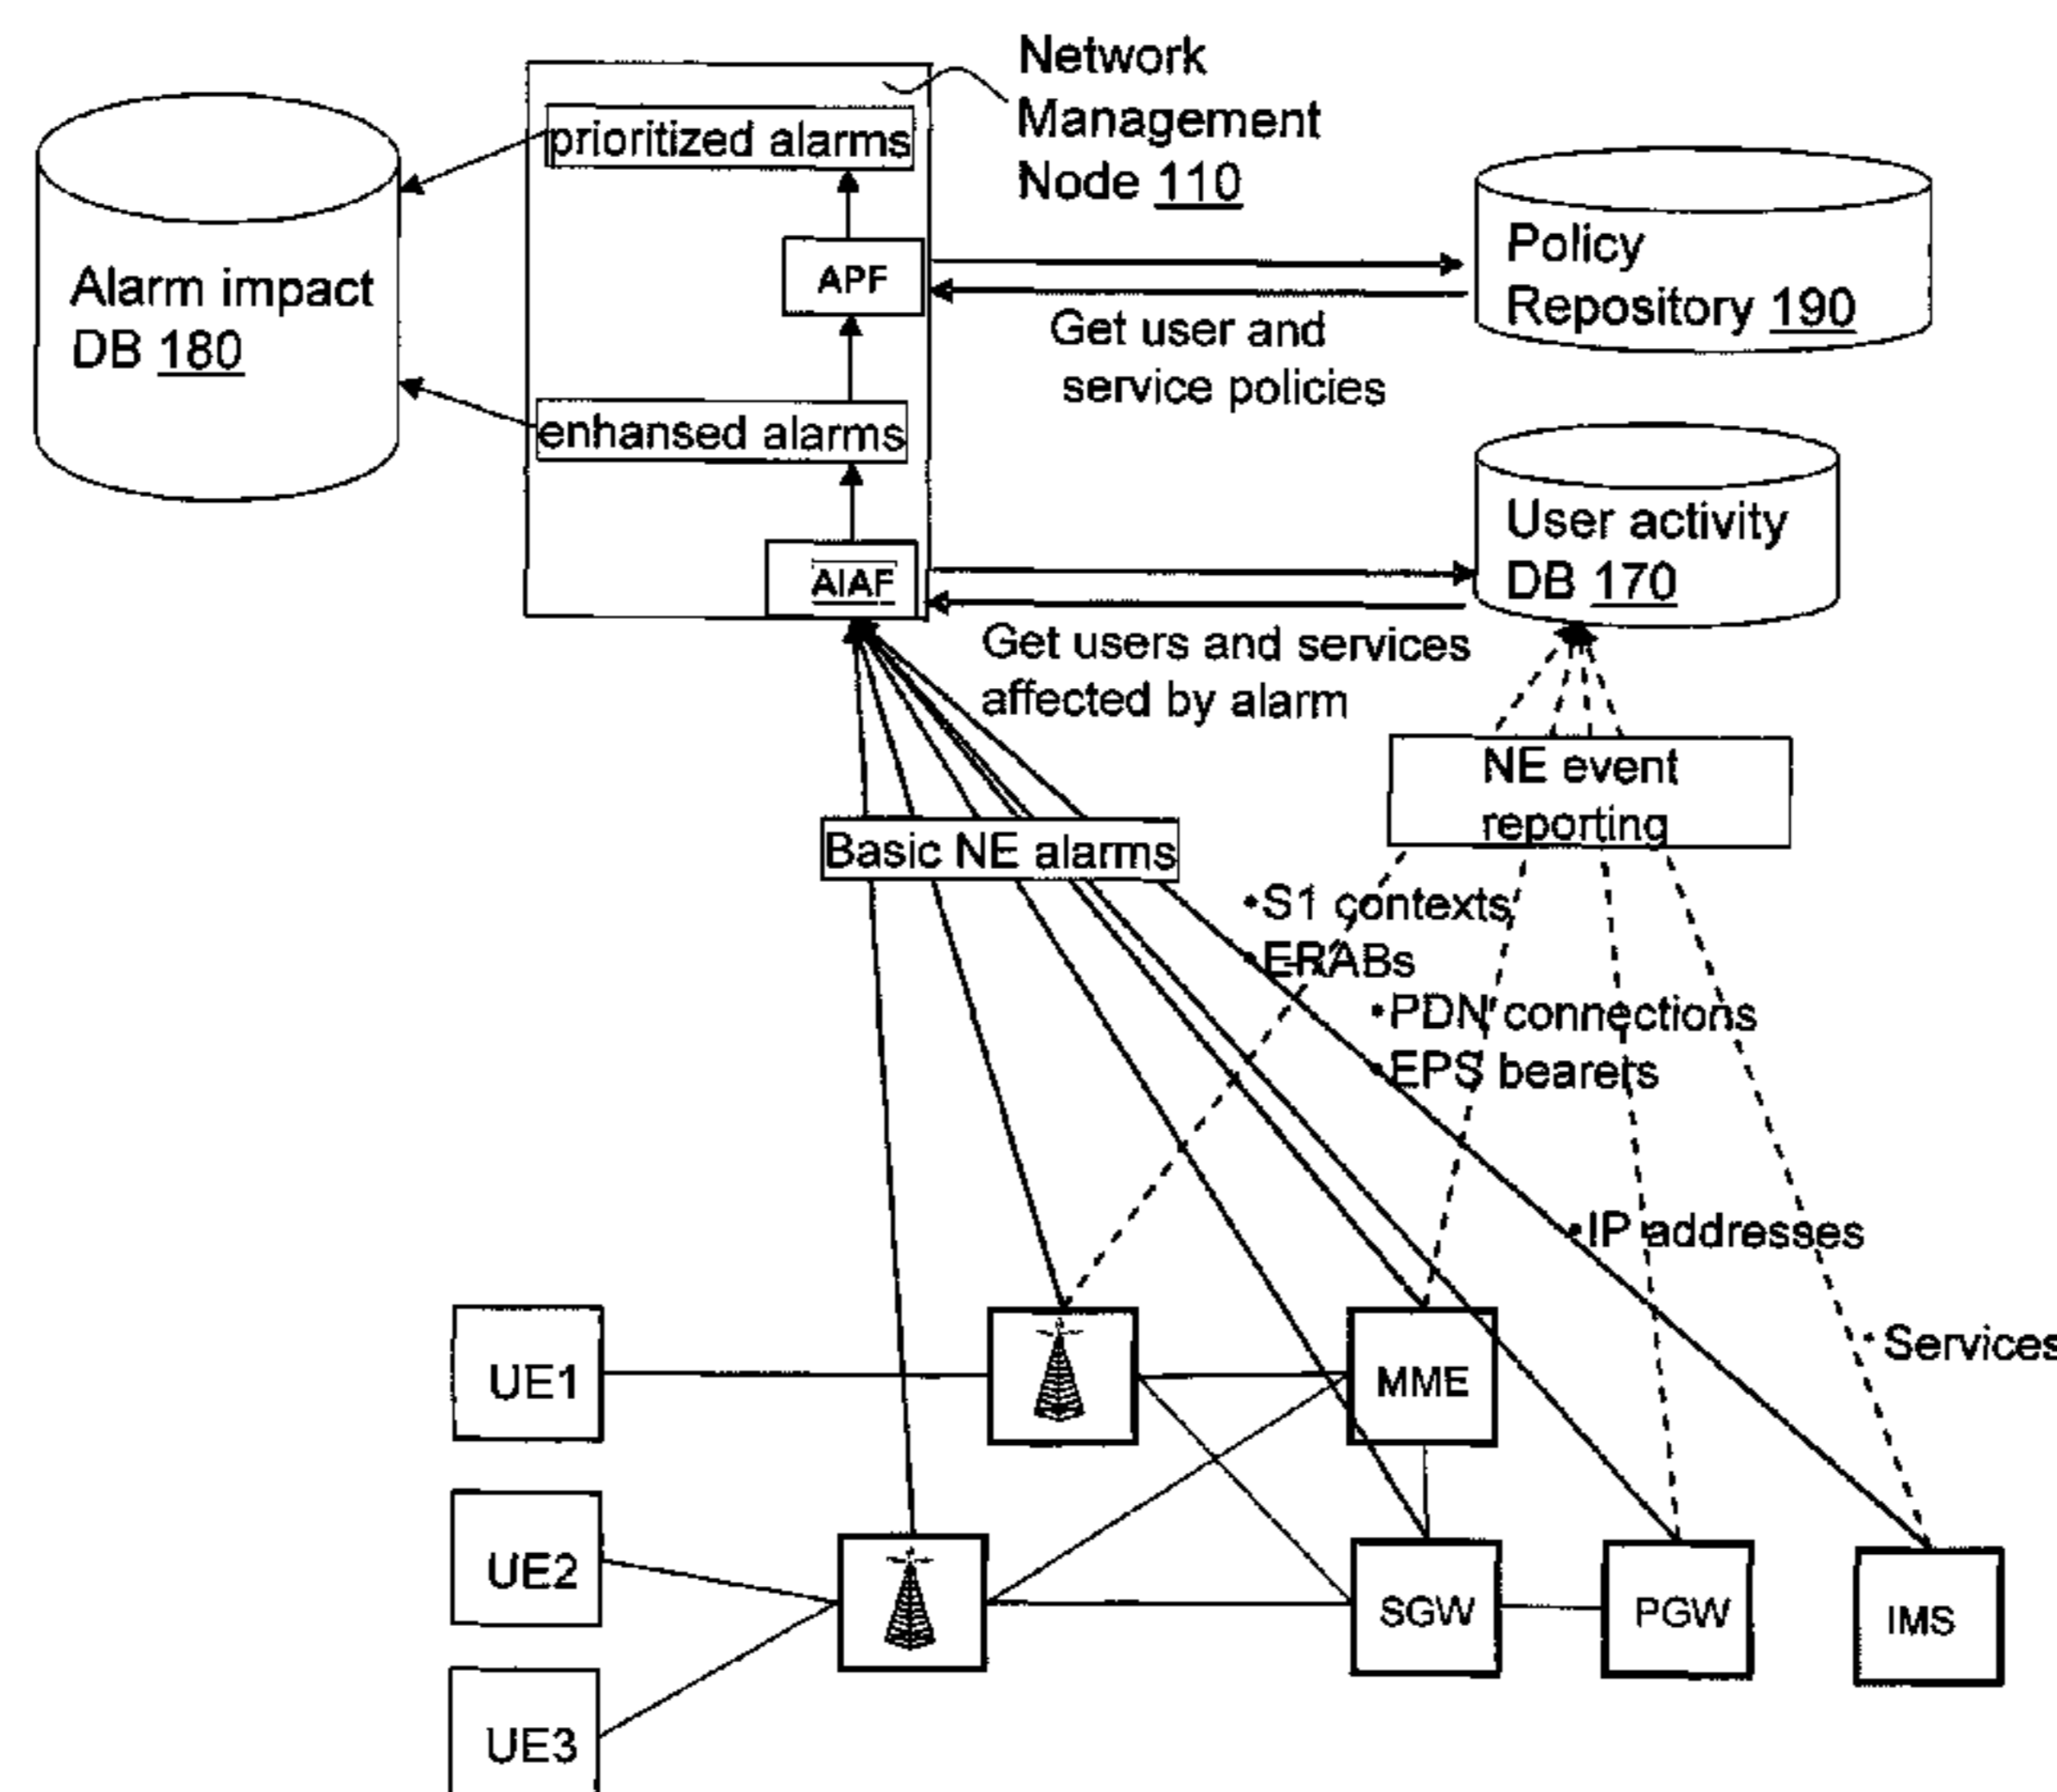 Network
Management
Node 110
prioritized alarms
Alarm impact
DB 180
APF
Policy
Repository 190
Get user and
service policies
enhansed alarms
AIAF
User activity
DB 170
Get users and services
affected by alarm
NE event
reporting
Basic NE alarms
•S1 contexts
•ERABs
•PDN connections
•EPS bearers
•IP addresses
• Services
UE1
MME
UE2
SGW
PGW
IMS
UE3